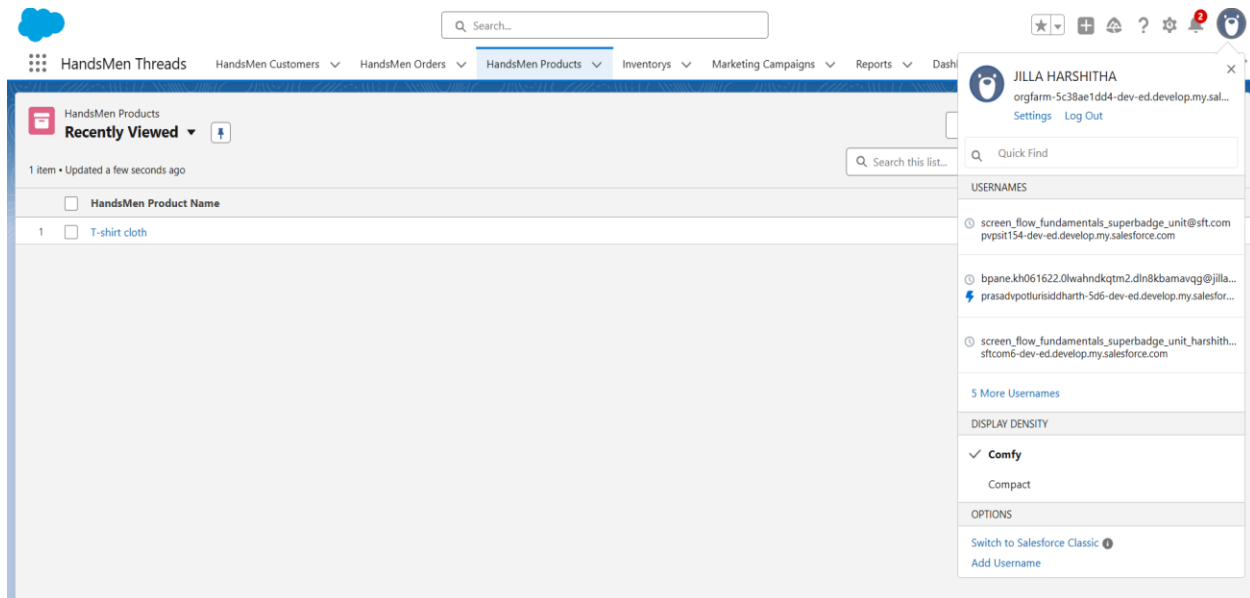 Search...
2
HandsMen Threads
HandsMen Customers
HandsMen Orders
HandsMen Products
Inventorys
Marketing Campaigns
Reports
HandsMen Products
Recently Viewed
1 item • Updated a few seconds ago
Search this list...
HandsMen Product Name
1 T-shirt cloth
JILLA HARSHITHA
orgfarm-5c38ae1dd4-dev-ed.develop.my.sal...
Settings Log Out
Quick Find
USERNAMES
screen_flow_fundamentals_superbadge_unit@sft.com
pvpsit154-dev-ed.develop.my.salesforce.com
bpane.kh061622.0lwahndkqtm2.dln8kbamavqg@jilla...
prasadvpotlurisiddharth-5d6-dev-ed.develop.my.salesfor...
screen_flow_fundamentals_superbadge_unit_harshith...
sftcom6-dev-ed.develop.my.salesforce.com
5 More Usernames
DISPLAY DENSITY
Comfy
Compact
OPTIONS
Switch to Salesforce Classic
Add Username